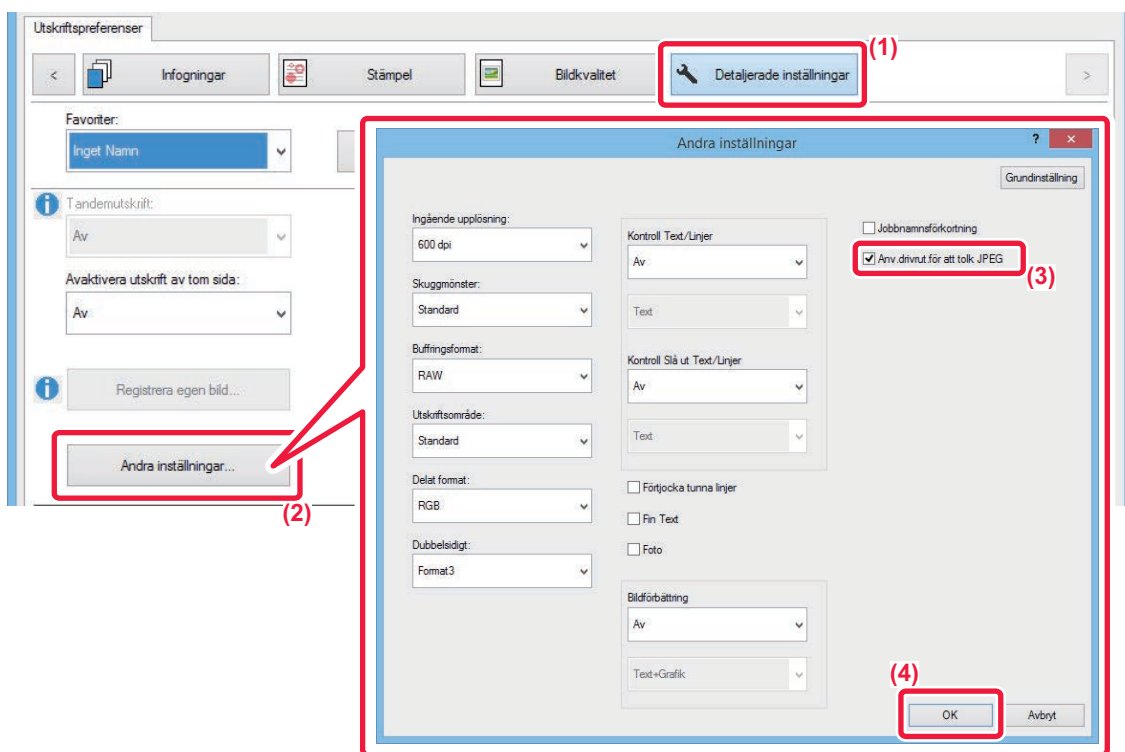 Utskriftspreferenser
(1)
<
Infogningar
Stämpel
Bildkvalitet
Detaljerade inställningar
>
Favoriter:
Inget Namn
Tandemutskrift:
Av
Avaktivera utskrift av tom sida:
Av
Registrera egen bild...
Andra inställningar...
(2)
Andra inställningar
?
×
Grundinställning
Ingående upplösning:
600 dpi
Skuggmönster:
Standard
Buffringsformat:
RAW
Utskriftsområde:
Standard
Delat format:
RGB
Dubbelsidigt:
Format3
Kontroll Text/Linjer
Av
Text
Kontroll Slå ut Text/Linjer
Av
Text
Förtjocka tunna linjer
Fin Text
Foto
Bildförbättring
Av
Text+Grafik
Jobbnamnsförkortning
Anv.drivrut.för att tolk JPEG
(3)
(4)
OK
Avbryt